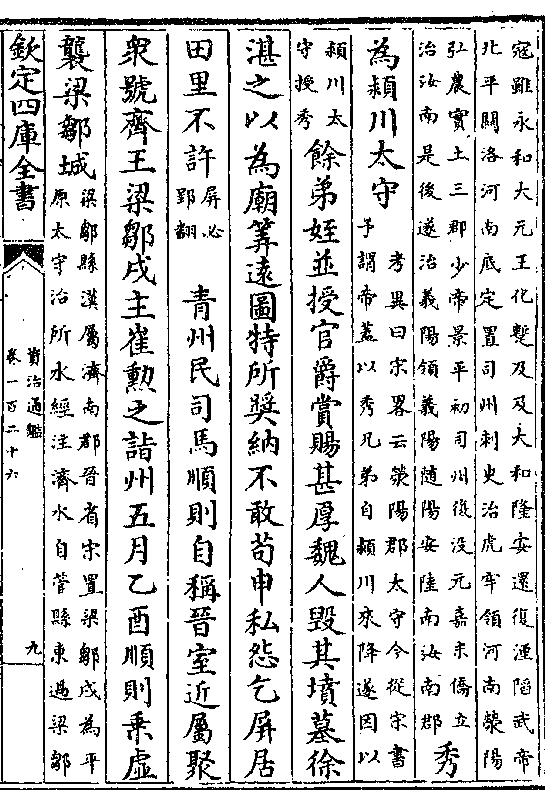 寇雖永和大元王化蹔及及大和隆安還復湮䧟武帝
北平關洛河南底定置司州刺史治虎牢領河南滎陽
弘農實土三郡少帝景平初司州復没元嘉末僑立
治汝南是後遂治義陽領義陽隨陽安陸南汝南郡
秀
為潁川太守
考異曰宋畧云滎陽郡太守今從宋書
予謂帝蓋以秀兄弟自潁川來降遂因以
潁川太
守授秀
餘弟姪並授官爵賞賜甚厚魏人毁其墳墓徐
湛之以為廟筭逺圖特所奬納不敢苟申私怨乞屏居
田里不許
屏必
郢翻
青州民司馬順則自稱晉室近屬聚
衆號齊王梁鄒戍主崔勲之詣州五月乙酉順則乘虚
襲梁鄒城
梁鄒縣漢屬濟南郡晉省宋置梁鄒戍為平
原太守治所水經注濟水自菅縣東過梁鄒
欽定四庫全書
資治通鑑
卷一百二十六
九